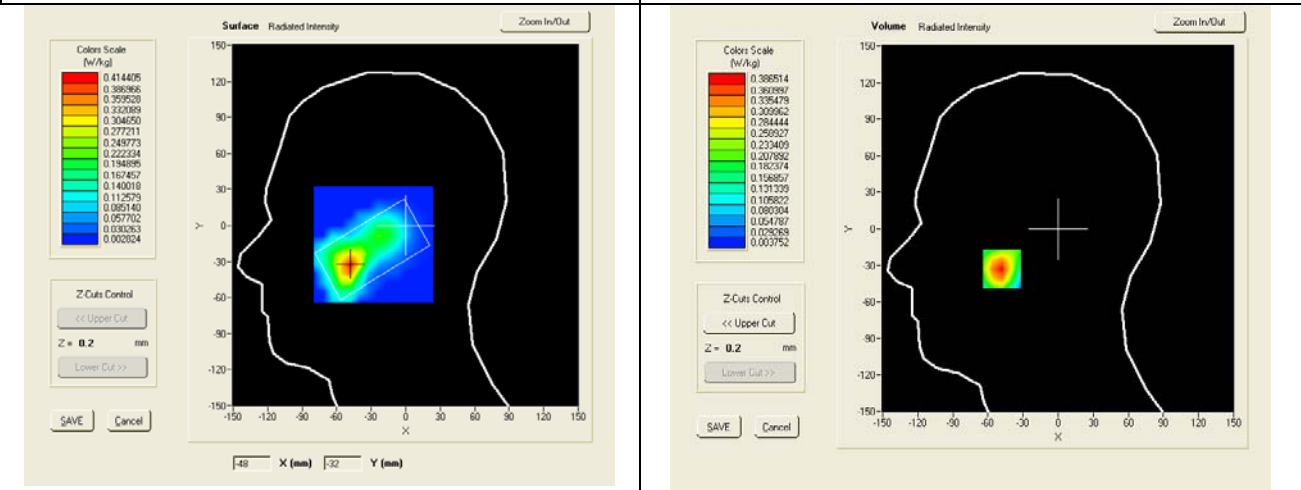 Surface Radiated Intensity
Zoom In/Out
Colors Scale
(W/kg)
0.414405
0.386966
0.359528
0.332089
0.304650
0.277211
0.249773
0.222334
0.194895
0.167457
0.140018
0.112579
0.085140
0.057702
0.030263
0.002824
150
120
90
60
30
0
-30
-60
-90
-120
-150
Y
-150 -120 -90 -60 -30 0 30 60 90 120 150
X
Z-Cuts Control
<< Upper Cut
Z = 0.2 mm
Lower Cut >>
SAVE Cancel
-48 X (mm) -32 Y (mm)
Volume Radiated Intensity
Zoom In/Out
Colors Scale
(W/kg)
0.386514
0.360997
0.335479
0.309962
0.284444
0.258927
0.233409
0.207892
0.182374
0.156857
0.131339
0.105822
0.080304
0.054787
0.029269
0.003752
150
120
90
60
30
0
-30
-60
-90
-120
-150
Y
-150 -120 -90 -60 -30 0 30 60 90 120 150
X
Z-Cuts Control
<< Upper Cut
Z = 0.2 mm
Lower Cut >>
SAVE Cancel